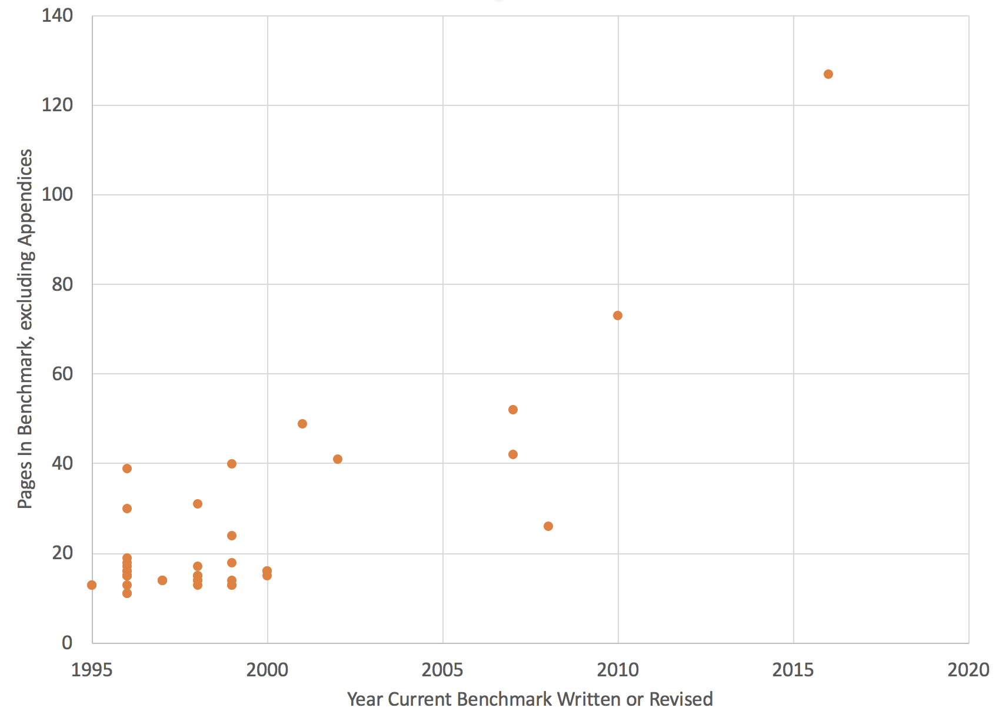 140
120
100
80
60
40
20
0
Pages In Benchmark, excluding Appendices
1995 2000 2005 2010 2015 2020
Year Current Benchmark Written or Revised